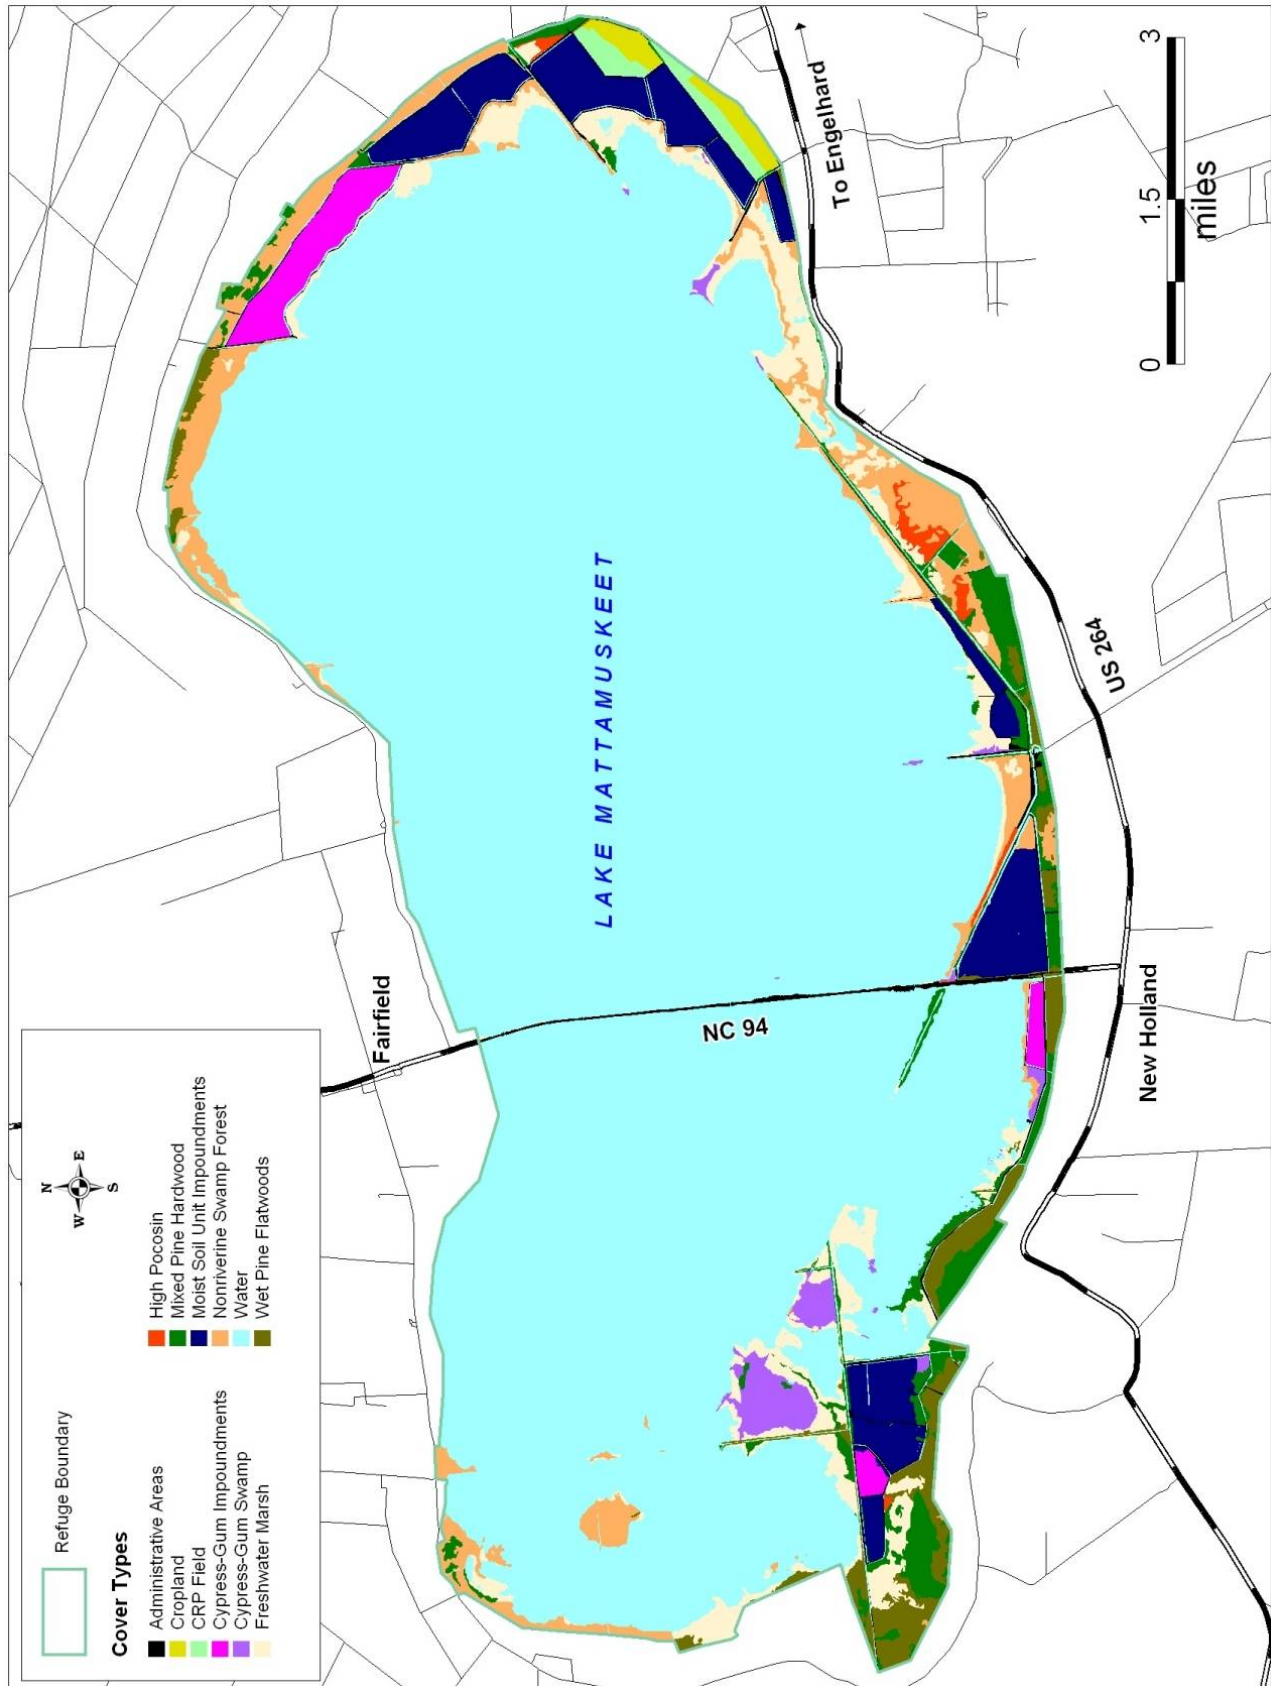 Refuge Boundary
Cover Types
Administrative Areas
Cropland
CRP Field
Cypress-Gum Impoundments
Cypress-Gum Swamp
Freshwater Marsh
High Pocosin
Mixed Pine Hardwood
Moist Soil Unit Impoundments
Nonriverine Swamp Forest
Water
Wet Pine Flatwoods
N
W
E
S
Fairfield
LAKE MATTAMUSKEET
NC 94
New Holland
US 264
To Engelhard
0
1.5
3
miles